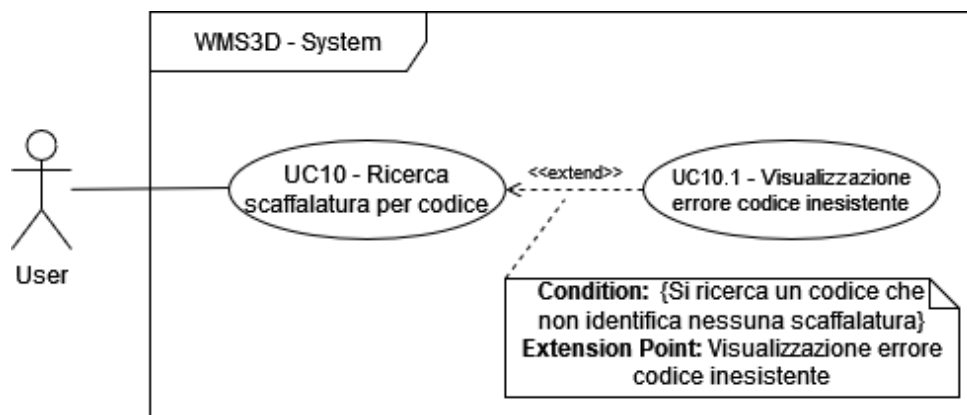 WMS3D - System
User
UC10 - Ricerca
scaffalatura per codice
<<extend>>
UC10.1 - Visualizzazione
errore codice inesistente
Condition: {Si ricerca un codice che
non identifica nessuna scaffalatura}
Extension Point: Visualizzazione errore
codice inesistente